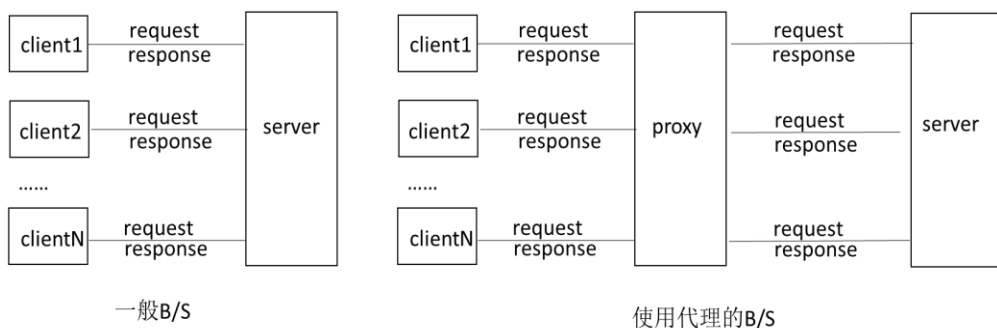 client1
request
response
client2
request
response
server
......
clientN
request
response
一般B/S
client1
request
response
client2
request
response
......
clientN
request
response
proxy
request
response
request
response
request
response
server
使用代理的B/S